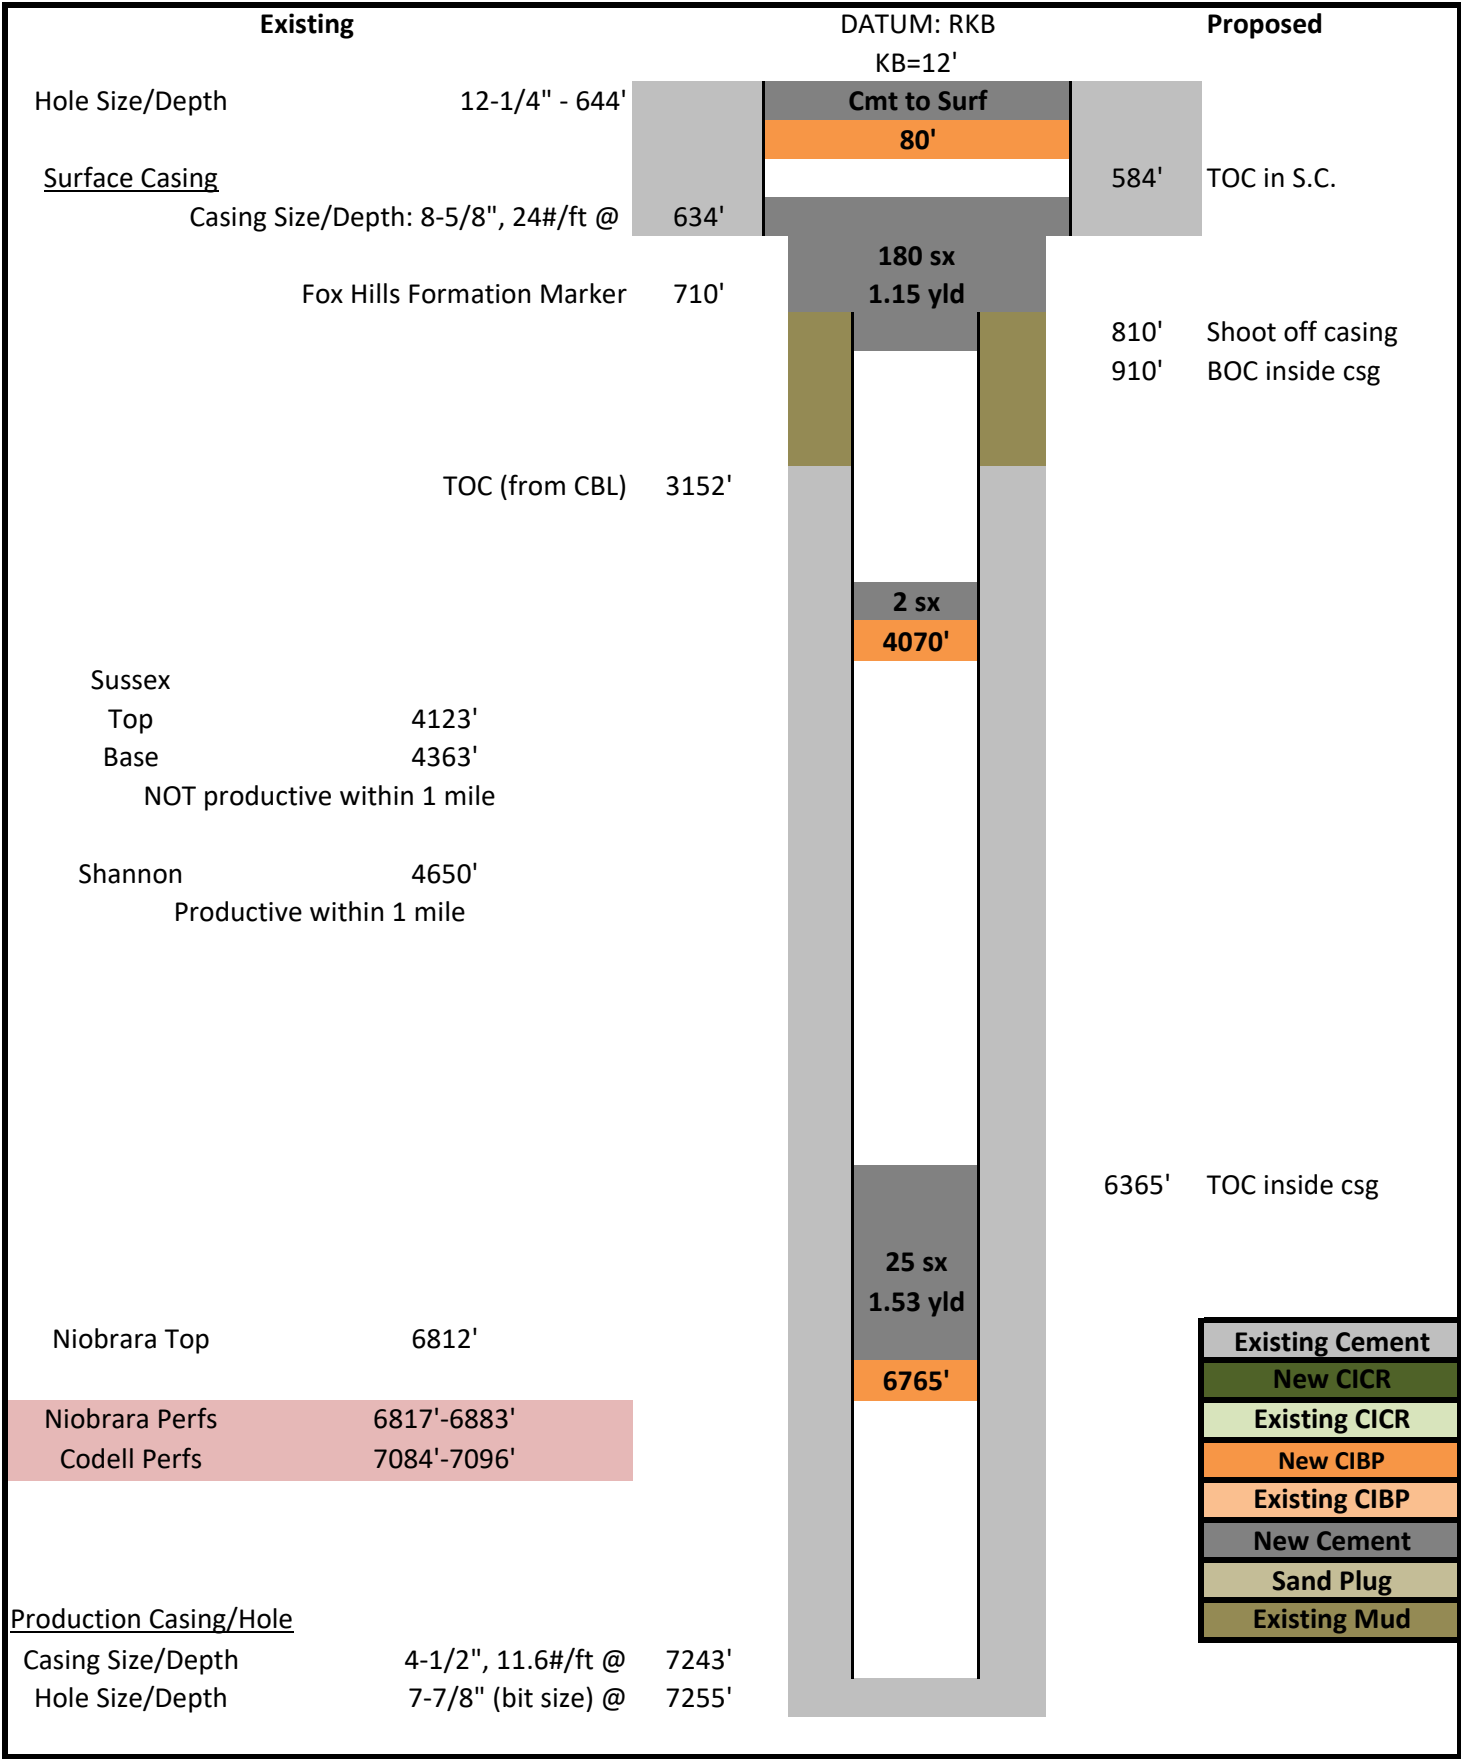 Existing DATUM: RKB Proposed
KB=12'
Hole Size/Depth 12-1/4" - 644' Cmt to Surf
80'
Surface Casing 584' TOC in S.C.
Casing Size/Depth: 8-5/8", 24#/ft @ 634'
180 sx
Fox Hills Formation Marker 710' 1.15 yld
810' Shoot off casing
910' BOC inside csg
TOC (from CBL) 3152'
2 sx
4070'
Sussex
Top 4123'
Base 4363'
NOT productive within 1 mile
Shannon 4650'
Productive within 1 mile
6365' TOC inside csg
25 sx
1.53 yld
Niobrara Top 6812' Existing Cement
6765' New CICR
Niobrara Perfs 6817'-6883' Existing CICR
Codell Perfs 7084'-7096' New CIBP
Existing CIBP
New Cement
Sand Plug
Production Casing/Hole Existing Mud
Casing Size/Depth 4-1/2", 11.6#/ft @ 7243'
Hole Size/Depth 7-7/8" (bit size) @ 7255'